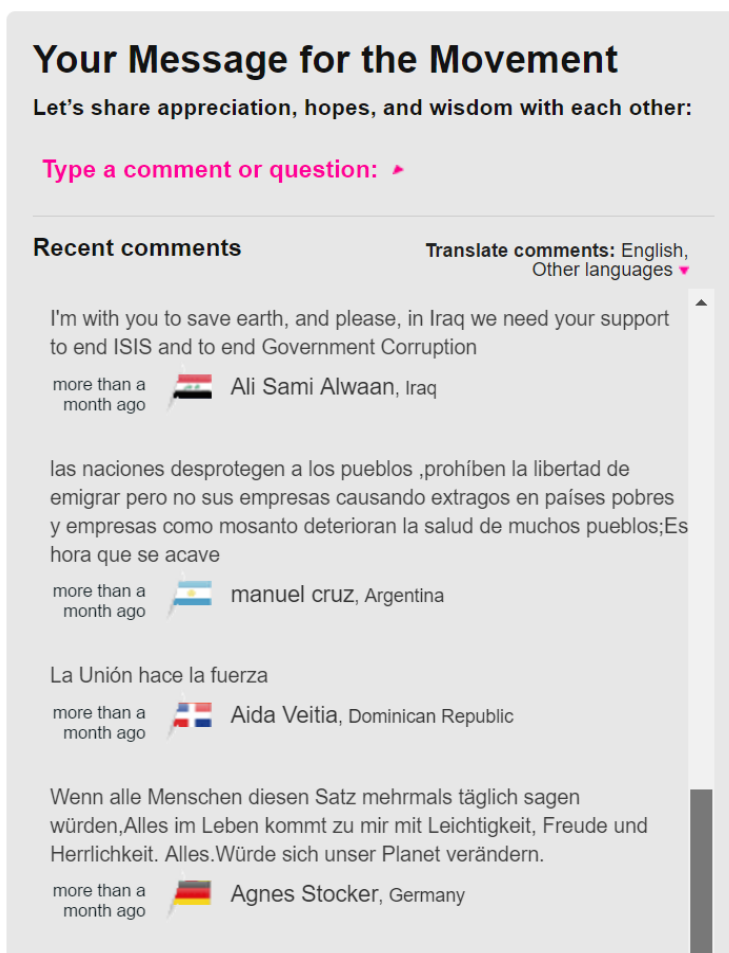 Your Message for the Movement
Let’s share appreciation, hopes, and wisdom with each other:
Type a comment or question:
Recent comments
Translate comments: English,
Other languages
I'm with you to save earth, and please, in Iraq we need your support
to end ISIS and to end Government Corruption
more than a
month ago
Ali Sami Alwaan, Iraq
las naciones desprotegen a los pueblos ,prohíben la libertad de
emigrar pero no sus empresas causando extragos en países pobres
y empresas como mosanto deterioran la salud de muchos pueblos;Es
hora que se acave
more than a
month ago
manuel cruz, Argentina
La Unión hace la fuerza
more than a
month ago
Aida Veitia, Dominican Republic
Wenn alle Menschen diesen Satz mehrmals täglich sagen
würden,Alles im Leben kommt zu mir mit Leichtigkeit, Freude und
Herrlichkeit. Alles.Würde sich unser Planet verändern.
more than a
month ago
Agnes Stocker, Germany